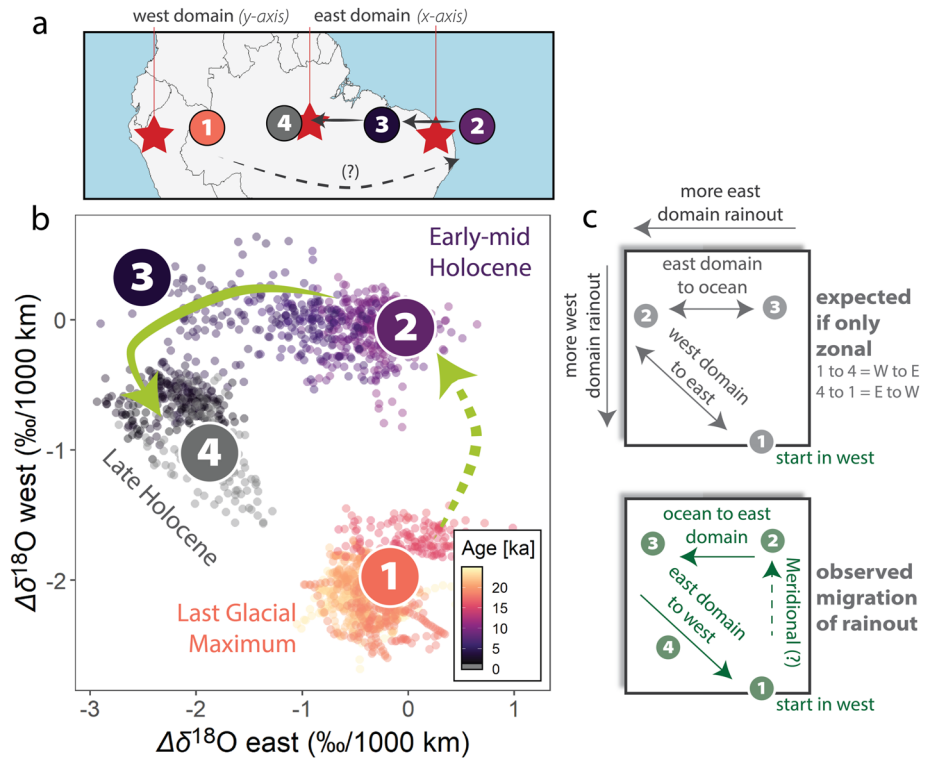 a
west domain (y-axis)
east domain (x-axis)
1
4
3
2
(?)
b
Early-mid
Holocene
3
2
4
Late Holocene
1
Last Glacial
Maximum
Age [ka]
20
15
10
5
0
0
-1
-2
-3
-2
-1
0
1
Δδ¹⁸O west (‰/1000 km)
Δδ¹⁸O east (‰/1000 km)
c
more east
domain rainout
more west
domain rainout
east domain
to ocean
2
3
west domain
to east
1
start in west
expected
if only
zonal
1 to 4 = W to E
4 to 1 = E to W
ocean to east
domain
3
2
east domain
to west
Meridional (?)
4
1
start in west
observed
migration
of rainout